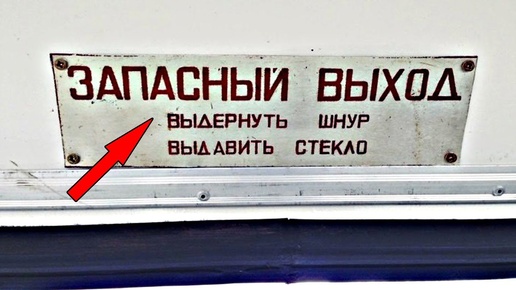 ЗАПАСНЫЙ ВЫХОД
ВЫДЕРНУТЬ ШНУР
ВЫДАВИТЬ СТЕКЛО